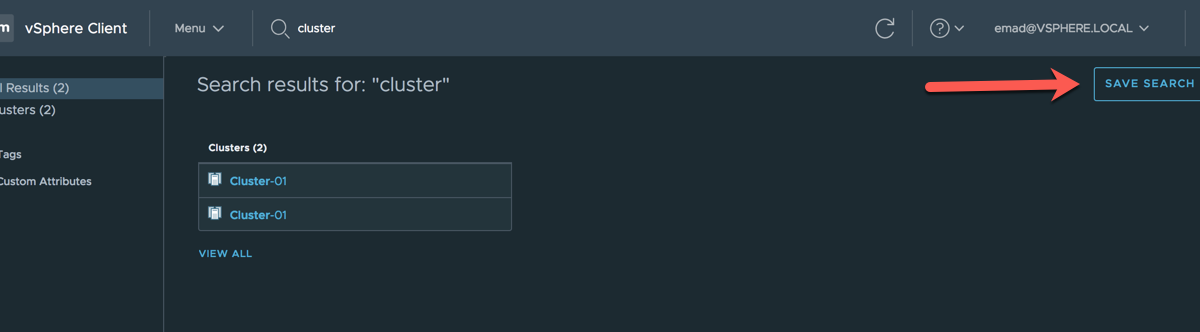 m vSphere Client Menu cluster emad@VSPHERE.LOCAL
l Results (2)
usters (2)
Tags
Custom Attributes
Search results for: "cluster"
SAVE SEARCH
Clusters (2)
Cluster-01
Cluster-01
VIEW ALL